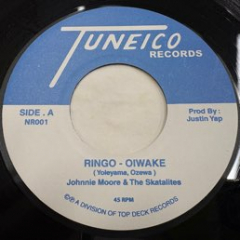 TUNEICO
RECORDS
SIDE . A
NR001
Prod By :
Justin Yap
RINGO - OIWAKE
( Yoleyama, Ozewa )
Johnnie Moore & The Skatalites
45 RPM
©℗ A DIVISION OF TOP DECK RECORDS